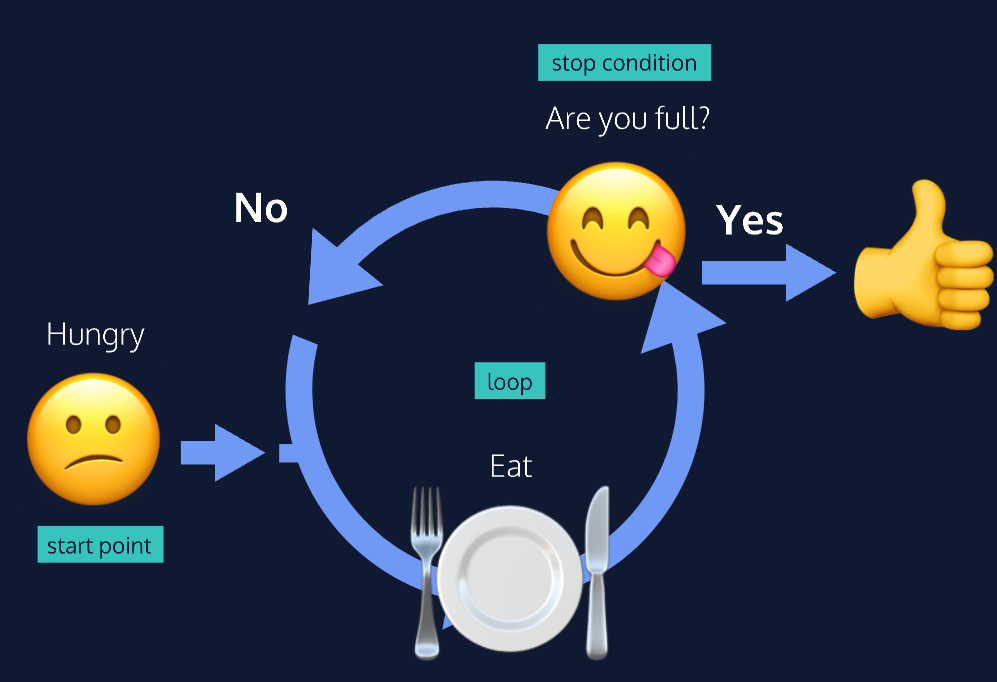 stop condition
Are you full?
No
Yes
Hungry
loop
Eat
start point